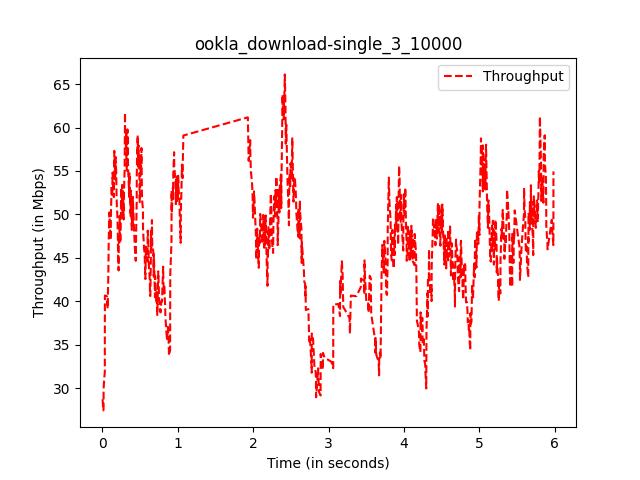 ookla_download-single_3_10000
Throughput
Throughput (in Mbps)
65
60
55
50
45
40
35
30
0 1 2 3 4 5 6
Time (in seconds)